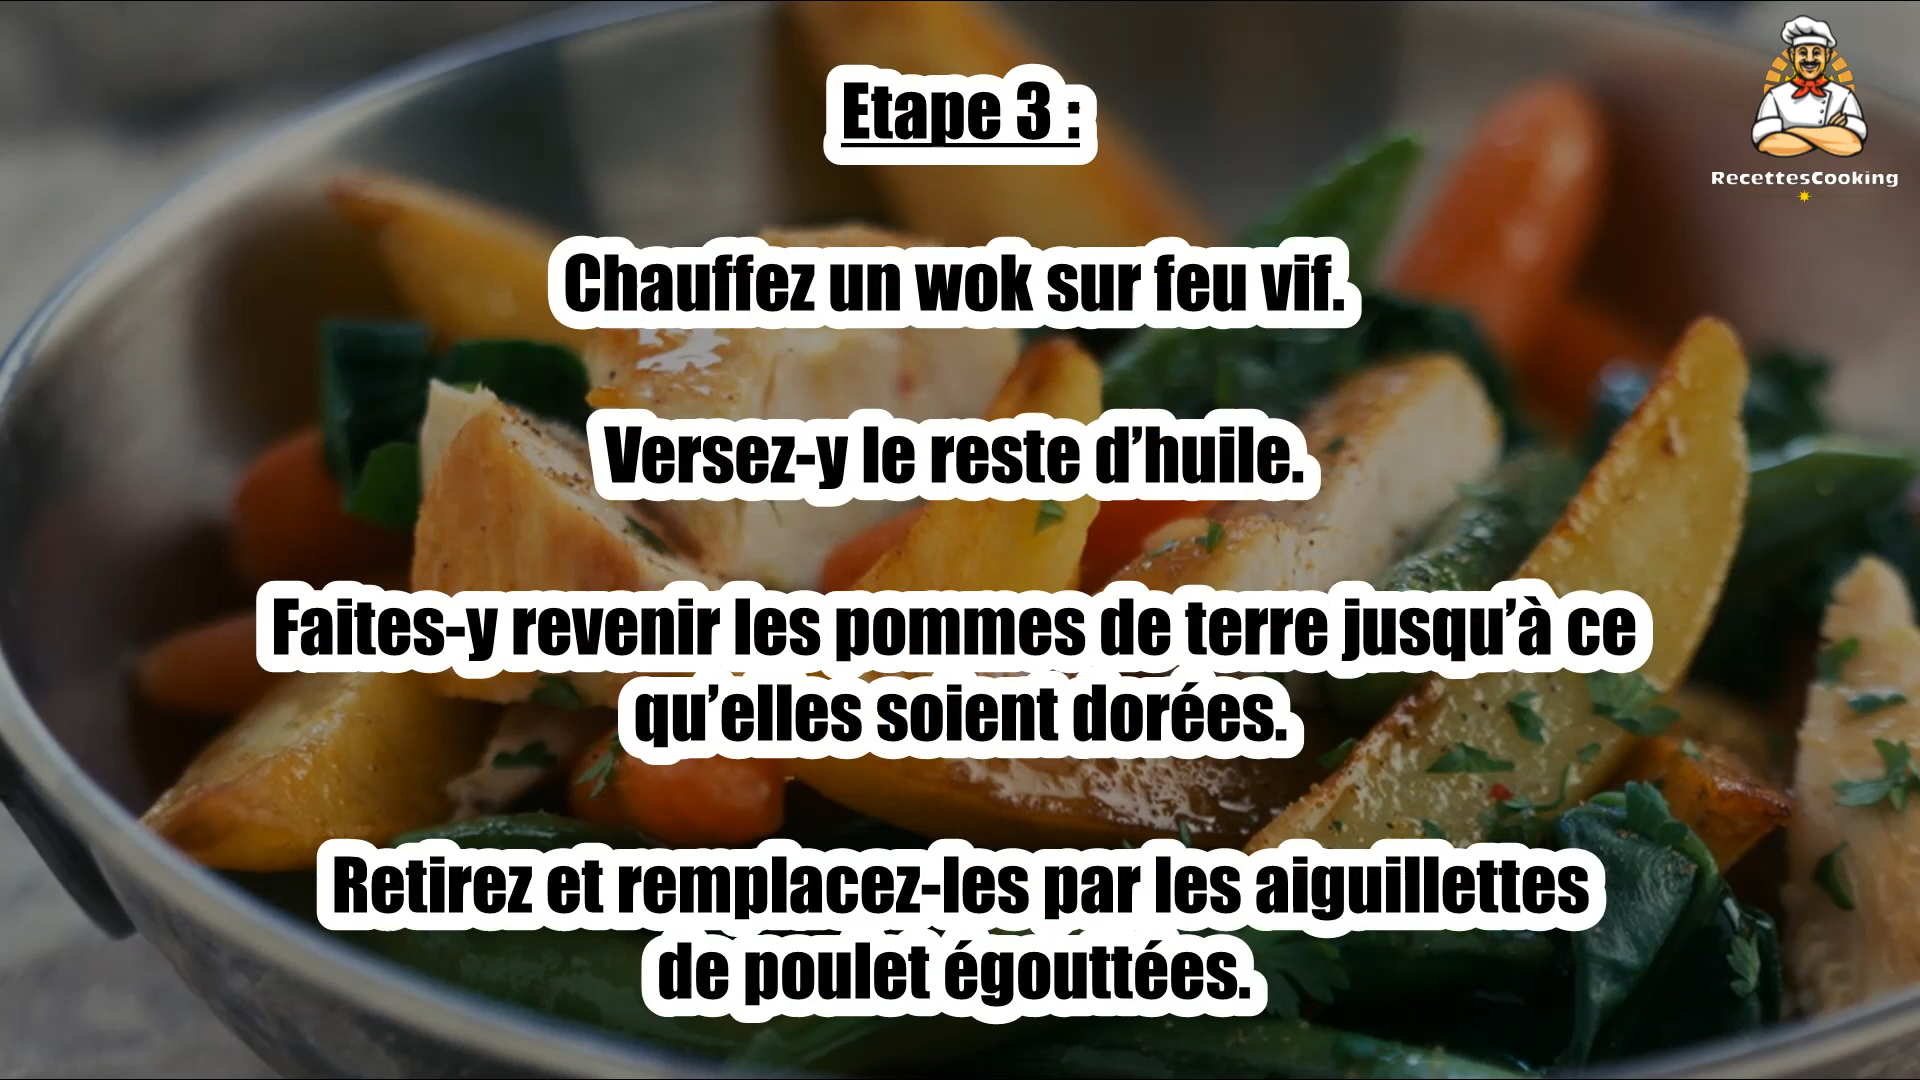 Etape 3 :
RecettesCooking
Chauffez un wok sur feu vif.
Versez-y le reste d’huile.
Faites-y revenir les pommes de terre jusqu’à ce
qu’elles soient dorées.
Retirez et remplacez-les par les aiguillettes
de poulet égouttées.